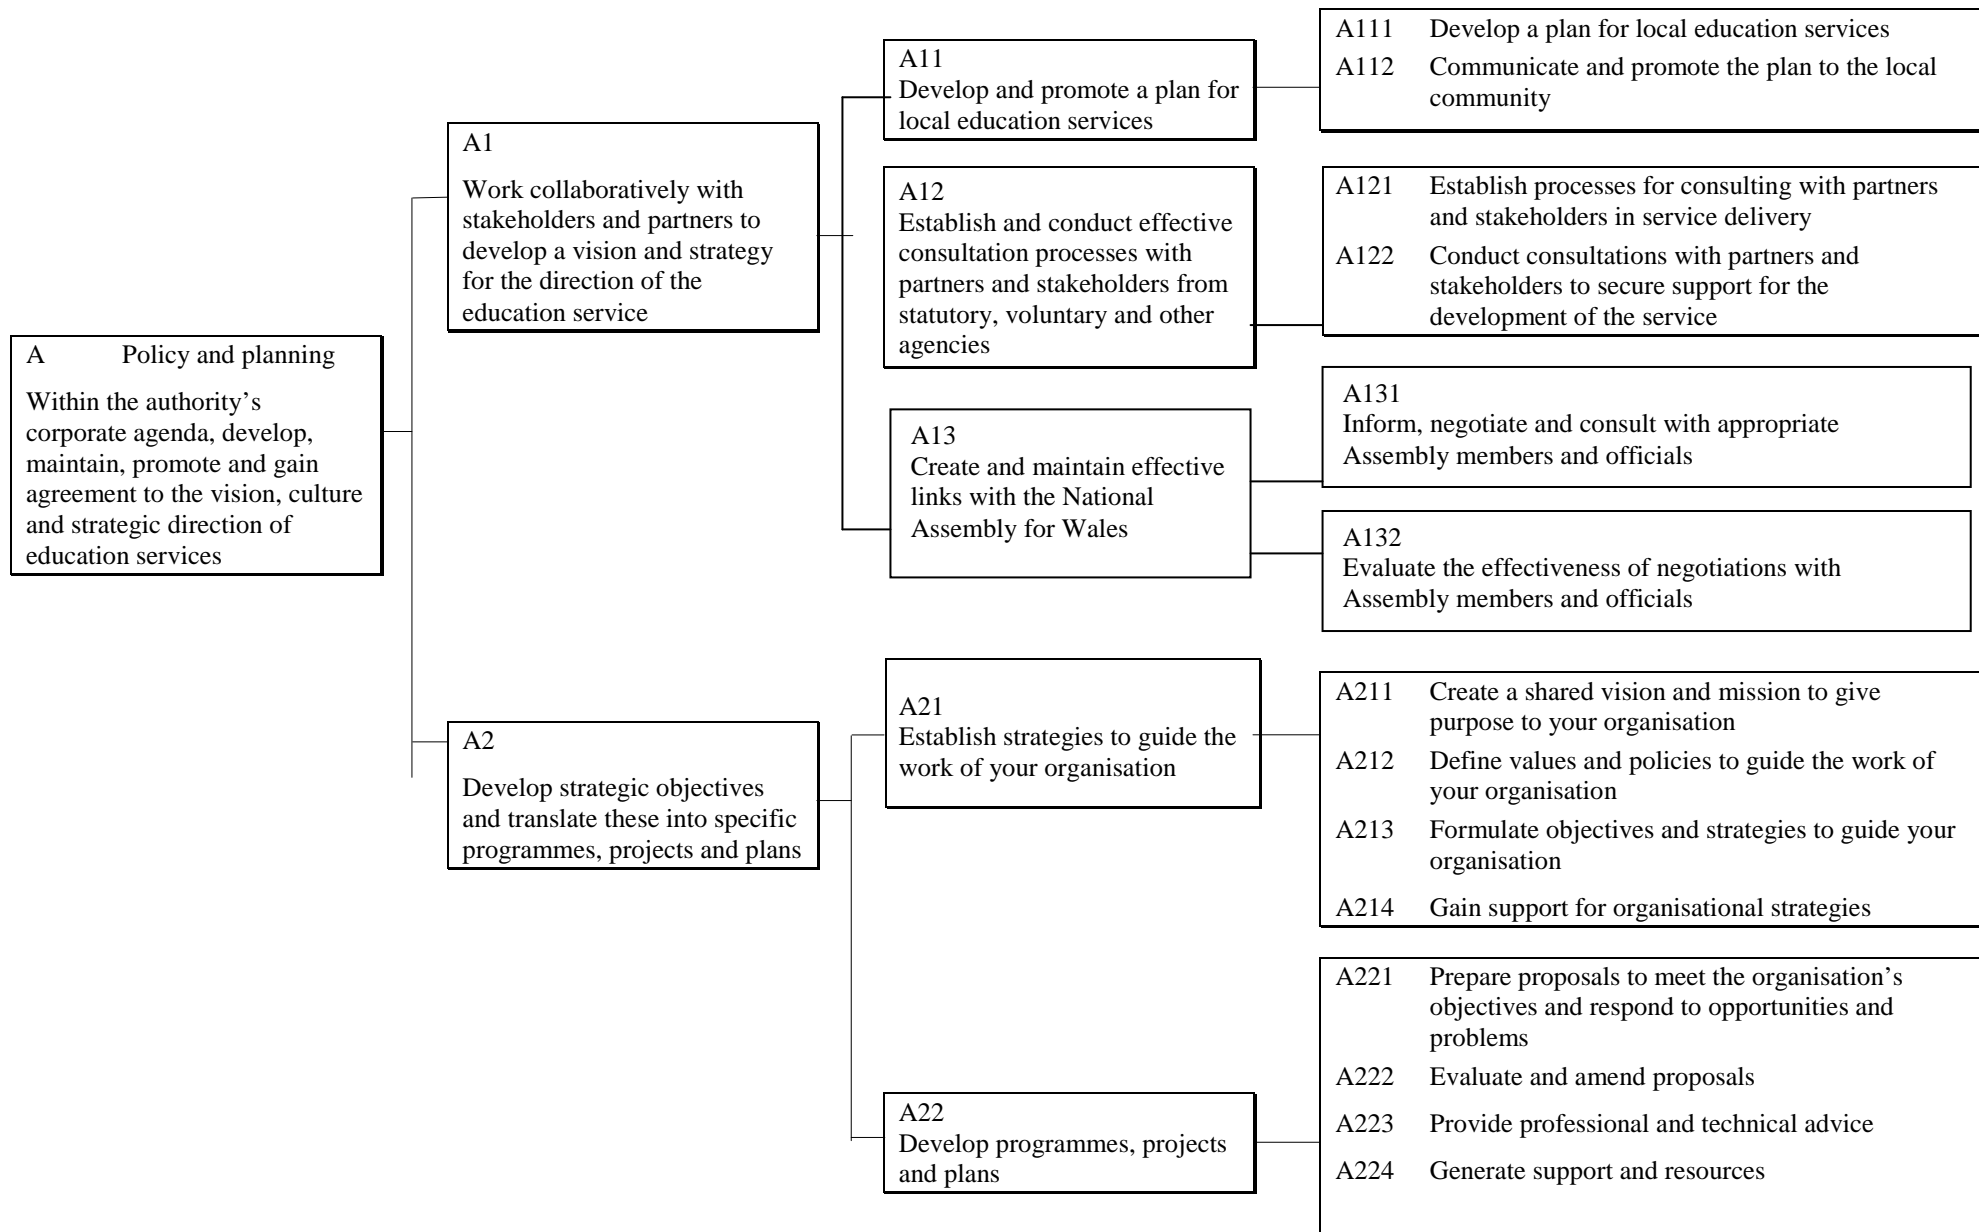 A Policy and planning
Within the authority’s
corporate agenda, develop,
maintain, promote and gain
agreement to the vision, culture
and strategic direction of
education services
A1
Work collaboratively with
stakeholders and partners to
develop a vision and strategy
for the direction of the
education service
A2
Develop strategic objectives
and translate these into specific
programmes, projects and plans
A11
Develop and promote a plan for
local education services
A12
Establish and conduct effective
consultation processes with
partners and stakeholders from
statutory, voluntary and other
agencies
A13
Create and maintain effective
links with the National
Assembly for Wales
A21
Establish strategies to guide the
work of your organisation
A22
Develop programmes, projects
and plans
A111 Develop a plan for local education services
A112 Communicate and promote the plan to the local
community
A121 Establish processes for consulting with partners
and stakeholders in service delivery
A122 Conduct consultations with partners and
stakeholders to secure support for the
development of the service
A131
Inform, negotiate and consult with appropriate
Assembly members and officials
A132
Evaluate the effectiveness of negotiations with
Assembly members and officials
A211 Create a shared vision and mission to give
purpose to your organisation
A212 Define values and policies to guide the work of
your organisation
A213 Formulate objectives and strategies to guide your
organisation
A214 Gain support for organisational strategies
A221 Prepare proposals to meet the organisation’s
objectives and respond to opportunities and
problems
A222 Evaluate and amend proposals
A223 Provide professional and technical advice
A224 Generate support and resources